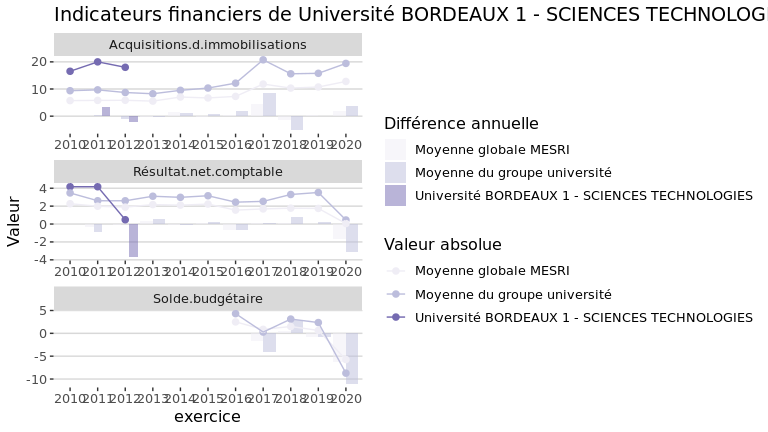 Indicateurs financiers de Université BORDEAUX 1 - SCIENCES TECHNOLOG
Acquisitions.d.immobilisations
20
10
0
2010 2011 2012 2013 2014 2015 2016 2017 2018 2019 2020
Résultat.net.comptable
4
2
0
-2
-4
2010 2011 2012 2013 2014 2015 2016 2017 2018 2019 2020
Solde.budgétaire
5
0
-5
-10
2010 2011 2012 2013 2014 2015 2016 2017 2018 2019 2020
exercice
Valeur
Différence annuelle
Moyenne globale MESRI
Moyenne du groupe université
Université BORDEAUX 1 - SCIENCES TECHNOLOGIES
Valeur absolue
Moyenne globale MESRI
Moyenne du groupe université
Université BORDEAUX 1 - SCIENCES TECHNOLOGIES